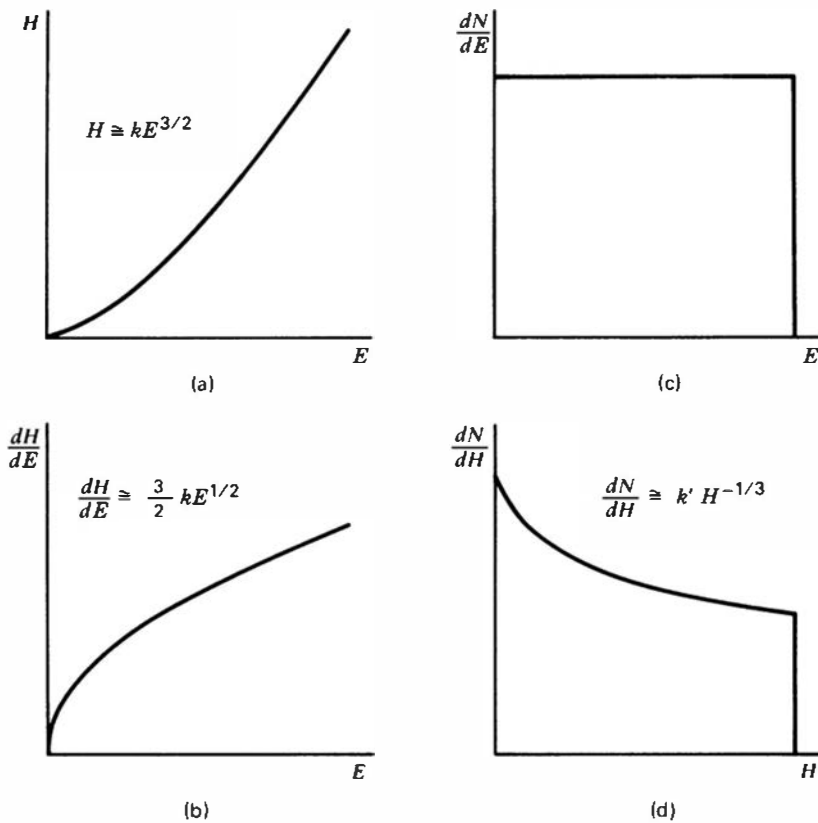 H
H ≅ kE^{3/2}
E
(a)
dN/dE
E
(c)
dH/dE
dH/dE ≅ 3/2 kE^{1/2}
E
(b)
dN/dH
dN/dH ≅ k′ H^{-1/3}
H
(d)